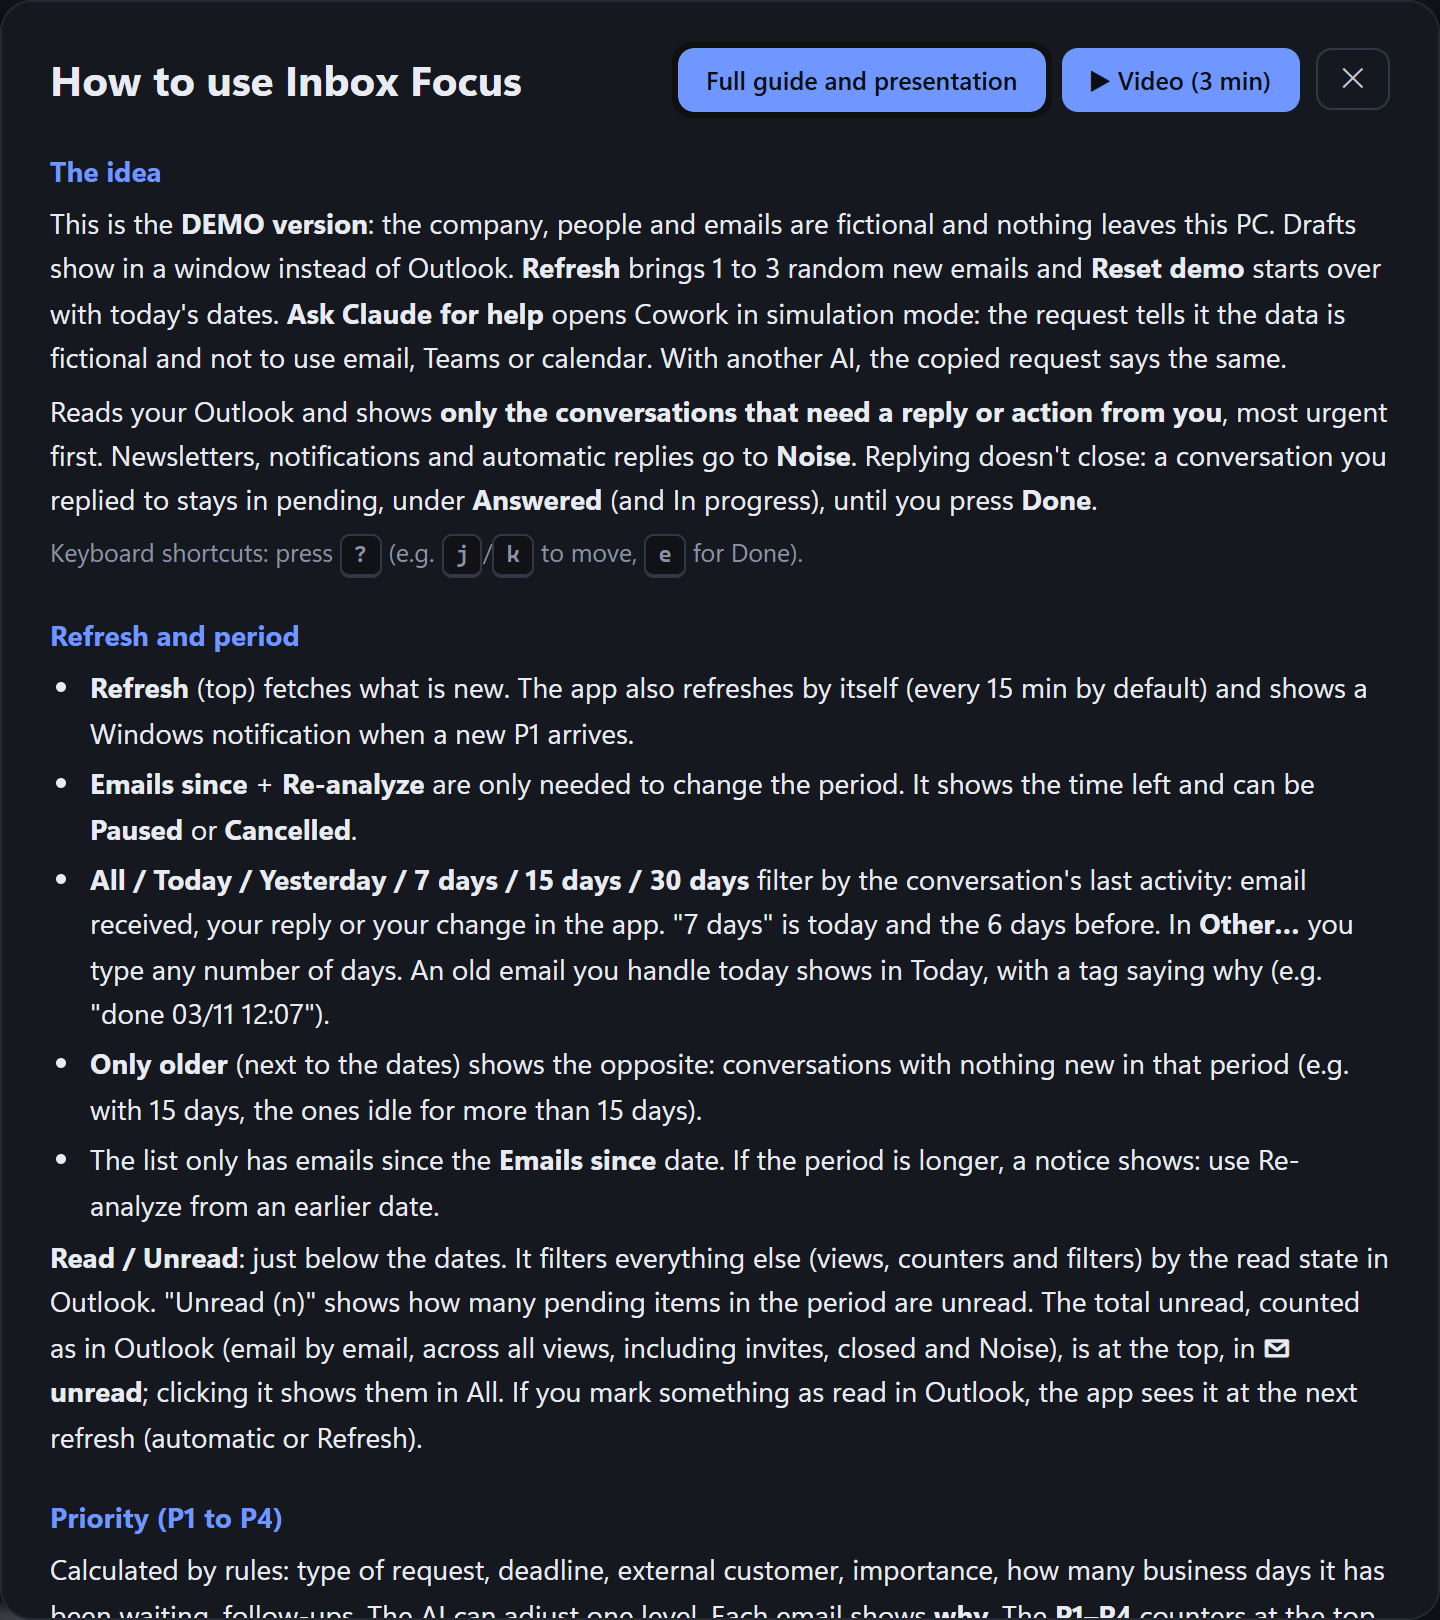 How to use Inbox Focus
Full guide and presentation
▶ Video (3 min)
The idea
This is the DEMO version: the company, people and emails are fictional and nothing leaves this PC. Drafts
show in a window instead of Outlook. Refresh brings 1 to 3 random new emails and Reset demo starts over
with today's dates. Ask Claude for help opens Cowork in simulation mode: the request tells it the data is
fictional and not to use email, Teams or calendar. With another AI, the copied request says the same.
Reads your Outlook and shows only the conversations that need a reply or action from you, most urgent
first. Newsletters, notifications and automatic replies go to Noise. Replying doesn't close: a conversation you
replied to stays in pending, under Answered (and In progress), until you press Done.
Keyboard shortcuts: press ? (e.g. j/k to move, e for Done).
Refresh and period
• Refresh (top) fetches what is new. The app also refreshes by itself (every 15 min by default) and shows a
Windows notification when a new P1 arrives.
• Emails since + Re-analyze are only needed to change the period. It shows the time left and can be
Paused or Cancelled.
• All / Today / Yesterday / 7 days / 15 days / 30 days filter by the conversation's last activity: email
received, your reply or your change in the app. "7 days" is today and the 6 days before. In Other... you
type any number of days. An old email you handle today shows in Today, with a tag saying why (e.g.
"done 03/11 12:07").
• Only older (next to the dates) shows the opposite: conversations with nothing new in that period (e.g.
with 15 days, the ones idle for more than 15 days).
• The list only has emails since the Emails since date. If the period is longer, a notice shows: use Re-
analyze from an earlier date.
Read / Unread: just below the dates. It filters everything else (views, counters and filters) by the read state in
Outlook. "Unread (n)" shows how many pending items in the period are unread. The total unread, counted
as in Outlook (email by email, across all views, including invites, closed and Noise), is at the top, in
unread; clicking it shows them in All. If you mark something as read in Outlook, the app sees it at the next
refresh (automatic or Refresh).
Priority (P1 to P4)
Calculated by rules: type of request, deadline, external customer, importance, how many business days it has
been waiting, follow-ups. The AI can adjust one level. Each email shows why. The P1–P4 counters at the top